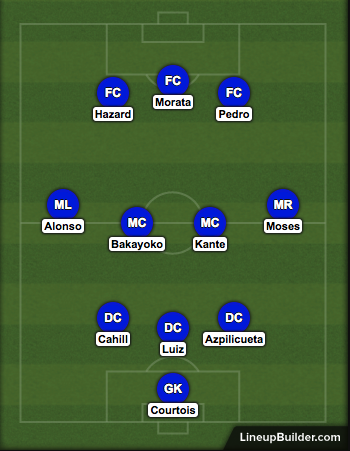 FC
Morata
FC
Hazard
FC
Pedro
ML
Alonso
MC
Bakayoko
MC
Kante
MR
Moses
DC
Cahill
DC
Luiz
DC
Azpilicueta
GK
Courtois
LineupBuilder.com